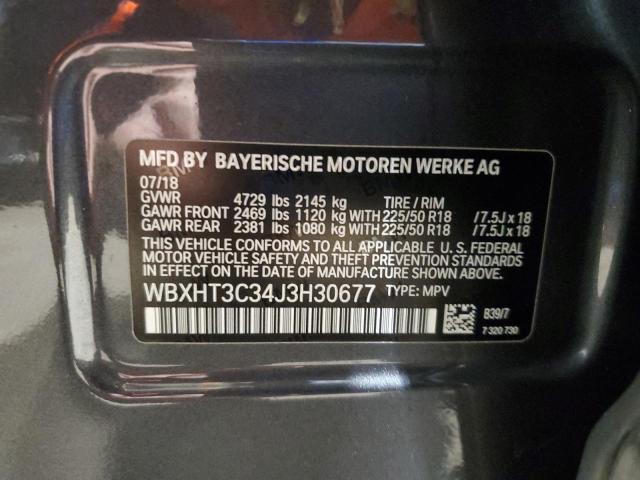 MFD BY BAYERISCHE MOTOREN WERKE AG
07/18
GVWR 4729 lbs 2145 kg TIRE / RIM
GAWR FRONT 2469 lbs 1120 kg WITH 225/50 R18 /7.5J x 18
GAWR REAR 2381 lbs 1080 kg WITH 225/50 R18 /7.5J x 18
THIS VEHICLE CONFORMS TO ALL APPLICABLE U. S. FEDERAL
MOTOR VEHICLE SAFETY AND THEFT PREVENTION STANDARDS
IN EFFECT ON THE DATE OF MANUFACTURE SHOWN ABOVE.
WBXHT3C34J3H30677 TYPE: MPV
B39/7
7 320 730